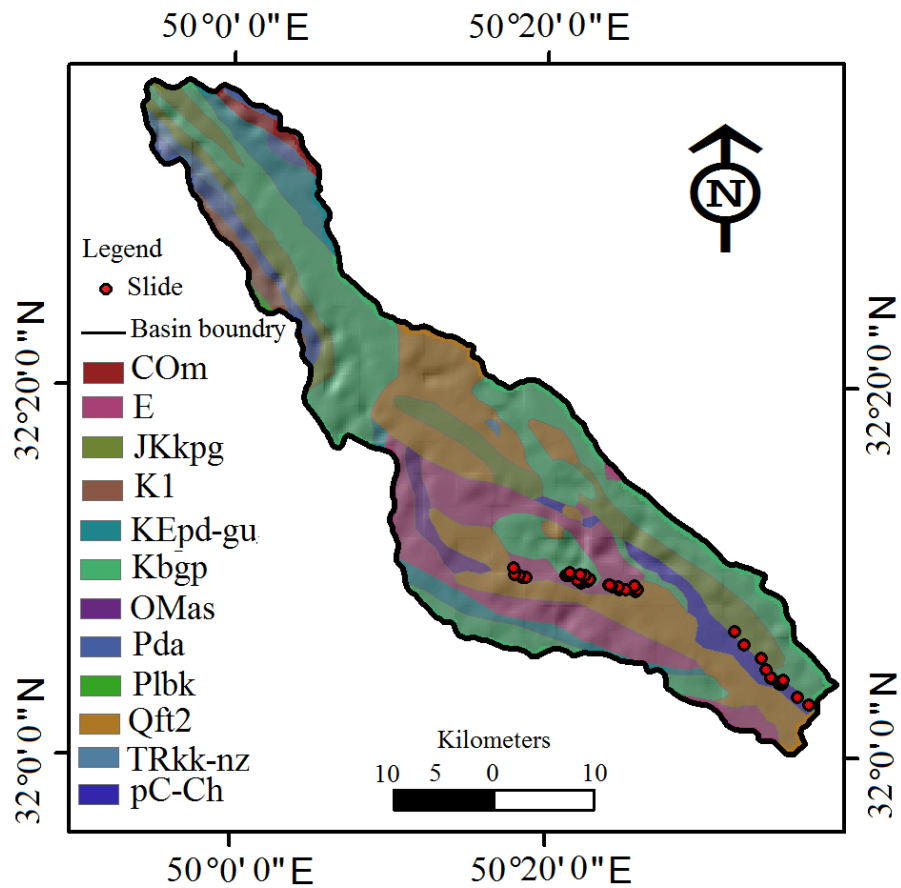 50°0'0"E 50°20'0"E
N
Legend
Slide
Basin boundry
COm
E
JKkpg
K1
KEpd-gu
Kbgp
OMas
Pda
Plbk
Qft2
TRkk-nz
pC-Ch
32°20'0"N
32°20'0"N
32°0'0"N
32°0'0"N
Kilometers
10 5 0 10
50°0'0"E 50°20'0"E